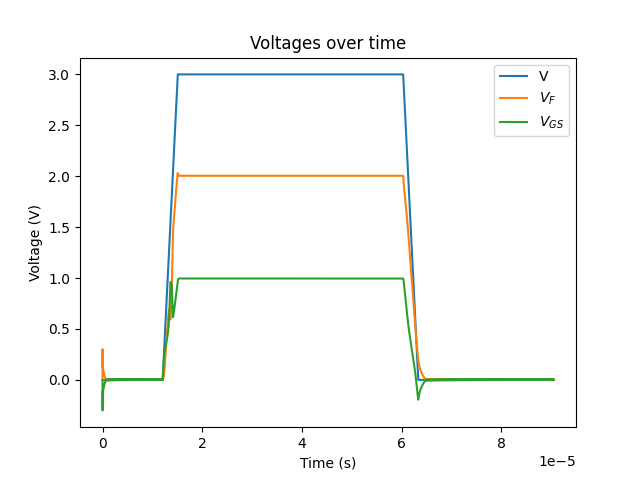 Voltages over time
V
V_F
V_GS
3.0
2.5
2.0
1.5
1.0
0.5
0.0
Voltage (V)
0 2 4 6 8
1e−5
Time (s)